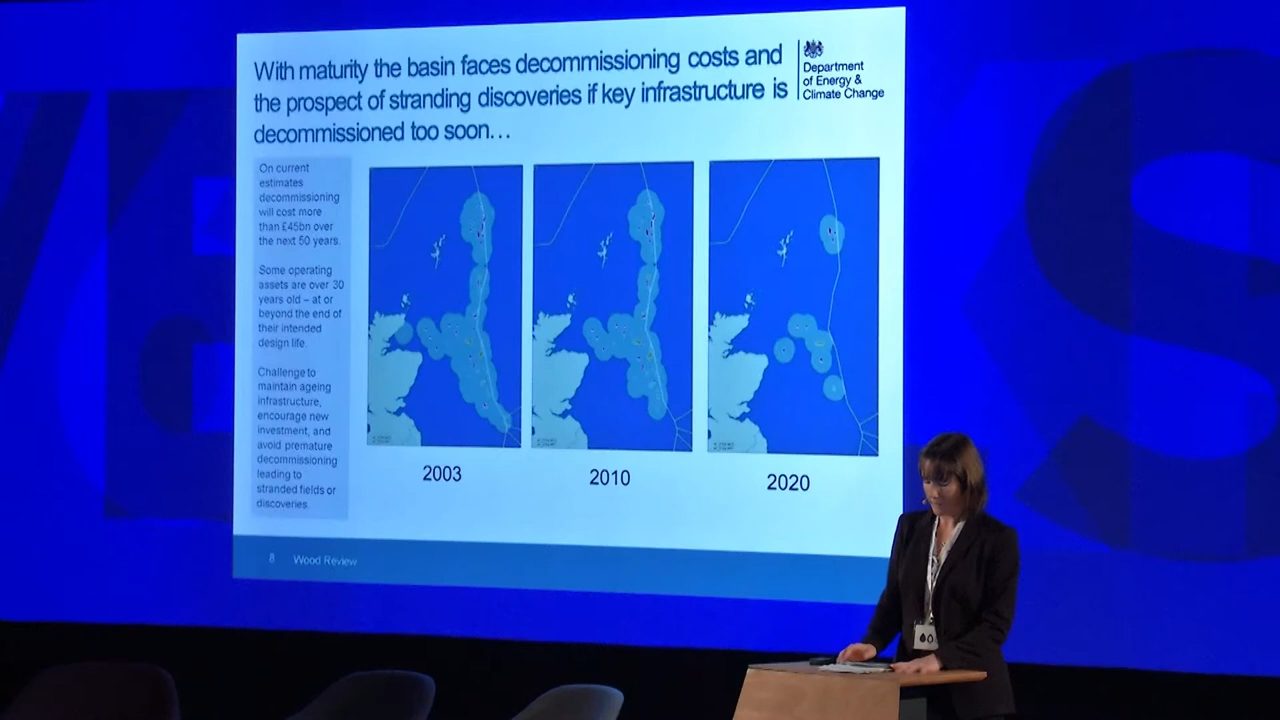 With maturity the basin faces decommissioning costs and
the prospect of stranding discoveries if key infrastructure is
decommissioned too soon…
Department
of Energy &
Climate Change
On current
estimates
decommissioning
will cost more
than £45bn over
the next 50 years.
Some operating
assets are over 30
years old – at or
beyond the end of
their intended
design life.
Challenge to
maintain ageing
infrastructure,
encourage new
investment, and
avoid premature
decommissioning
leading to
stranded fields or
discoveries.
2003
2010
2020
8 Wood Review